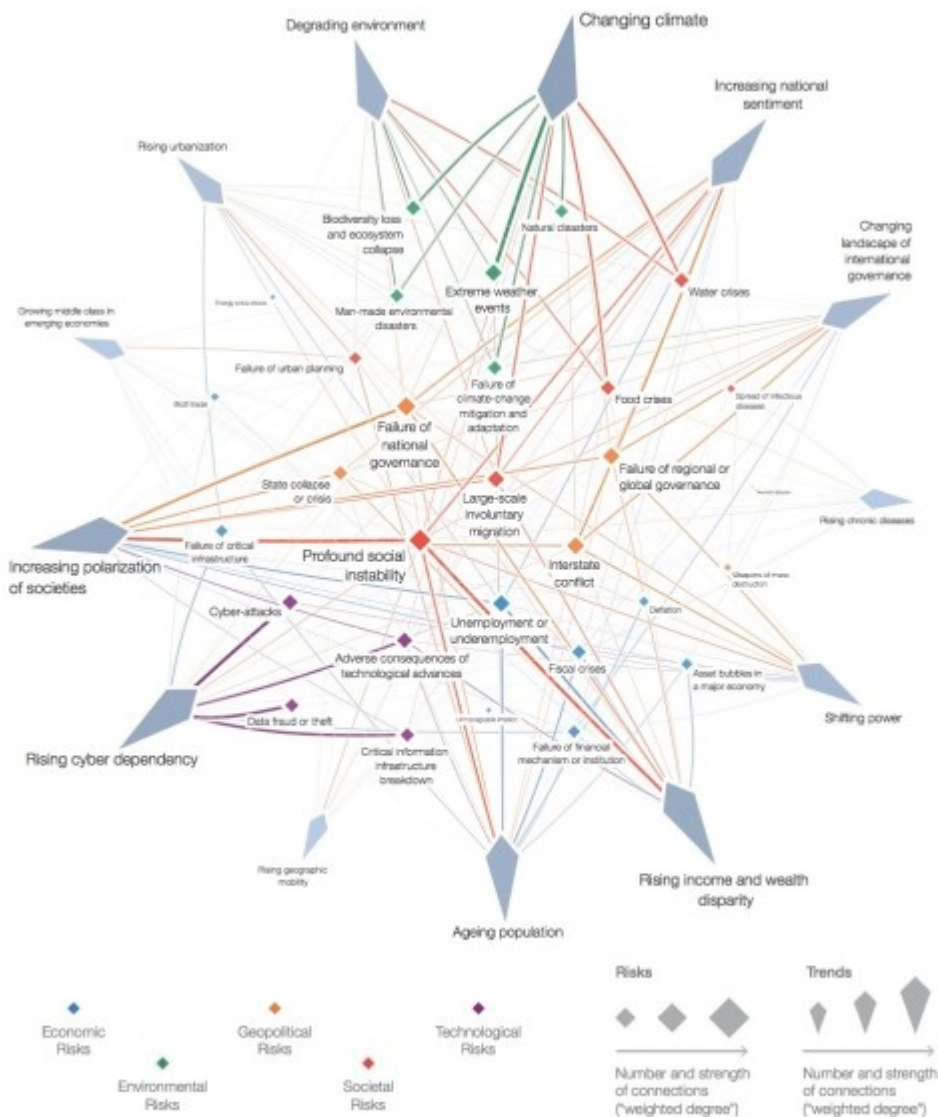 Degrading environment
Changing climate
Increasing national
sentiment
Rising urbanization
Biodiversity loss
and ecosystem
collapse
Natural disasters
Changing
landscape of
international
governance
Extreme weather
events
Water crises
Man-made environmental
disasters
Growing middle class in
emerging economies
Failure of urban planning
Failure of
climate-change
mitigation and
adaptation
Food crises
Spread of infectious
diseases
Failure of
national
governance
State collapse
or crisis
Large-scale
involuntary
migration
Failure of regional or
global governance
Rising chronic diseases
Increasing polarization
of societies
Failure of critical
infrastructure
Profound social
instability
Interstate
conflict
Weapons of mass
destruction
Cyber-attacks
Unemployment or
underemployment
Deflation
Adverse consequences of
technological advances
Fiscal crises
Asset bubbles in
a major economy
Data fraud or theft
Shifting power
Rising cyber dependency
Critical information
infrastructure
breakdown
Failure of financial
mechanism or institution
Rising geographic
mobility
Rising income and wealth
disparity
Ageing population
Economic
Risks
Environmental
Risks
Geopolitical
Risks
Societal
Risks
Technological
Risks
Risks
Number and strength
of connections
("weighted degree")
Trends
Number and strength
of connections
("weighted degree")